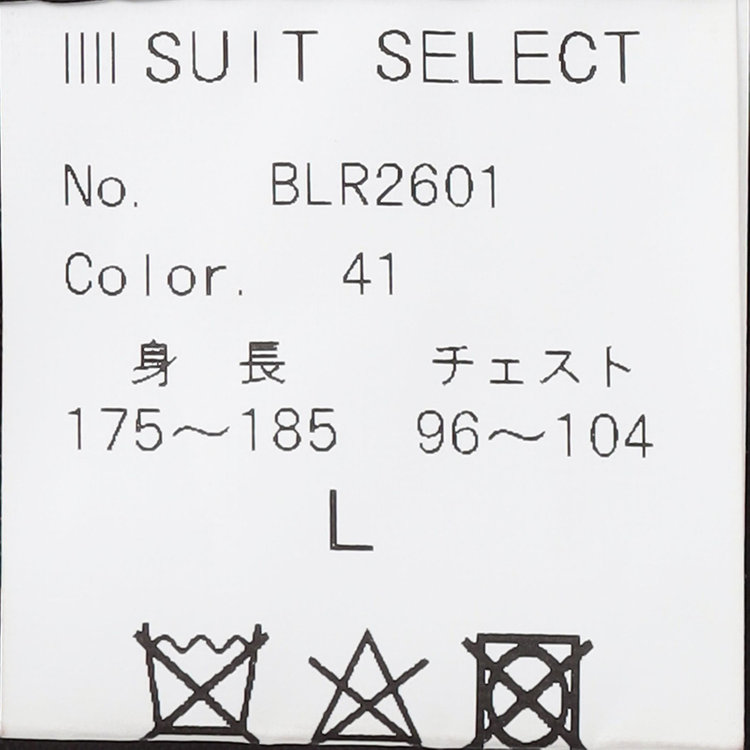 SUIT SELECT
No. BLR2601
Color. 41
身 長 チェスト
175～185 96～104
L